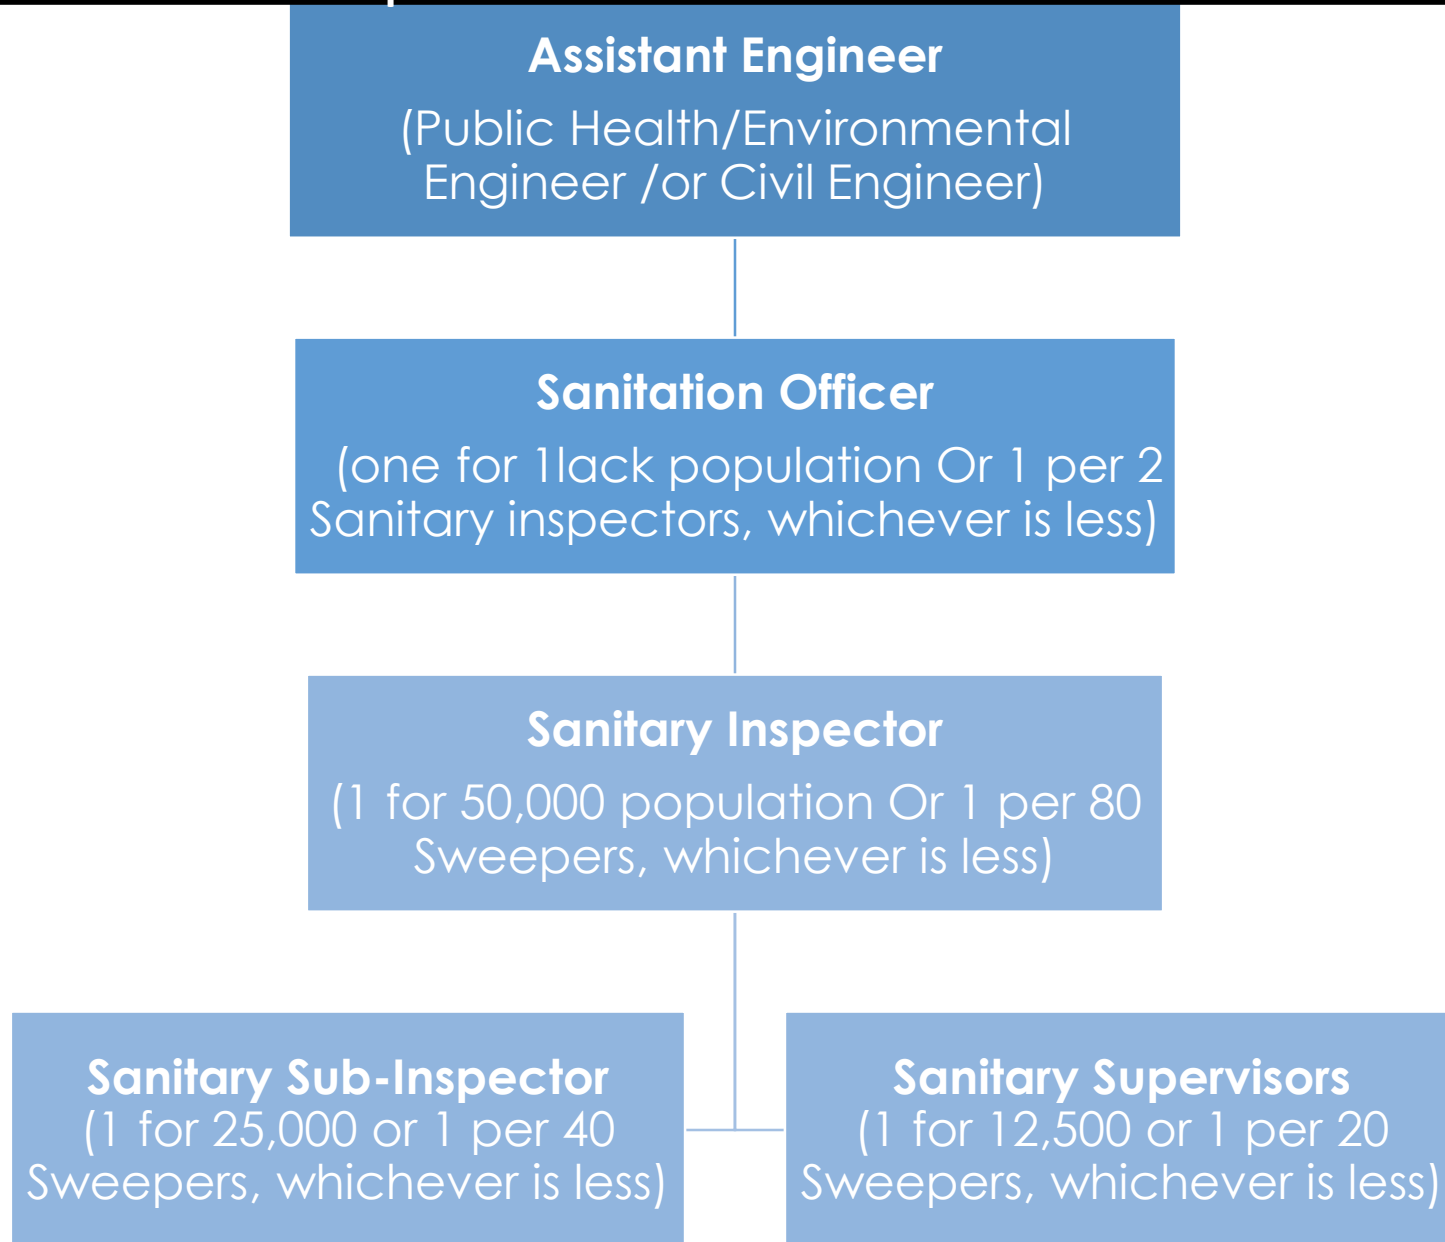 Assistant Engineer
(Public Health/Environmental
Engineer /or Civil Engineer)
Sanitation Officer
(one for 1lack population Or 1 per 2
Sanitary inspectors, whichever is less)
Sanitary Inspector
(1 for 50,000 population Or 1 per 80
Sweepers, whichever is less)
Sanitary Sub-Inspector
(1 for 25,000 or 1 per 40
Sweepers, whichever is less)
Sanitary Supervisors
(1 for 12,500 or 1 per 20
Sweepers, whichever is less)